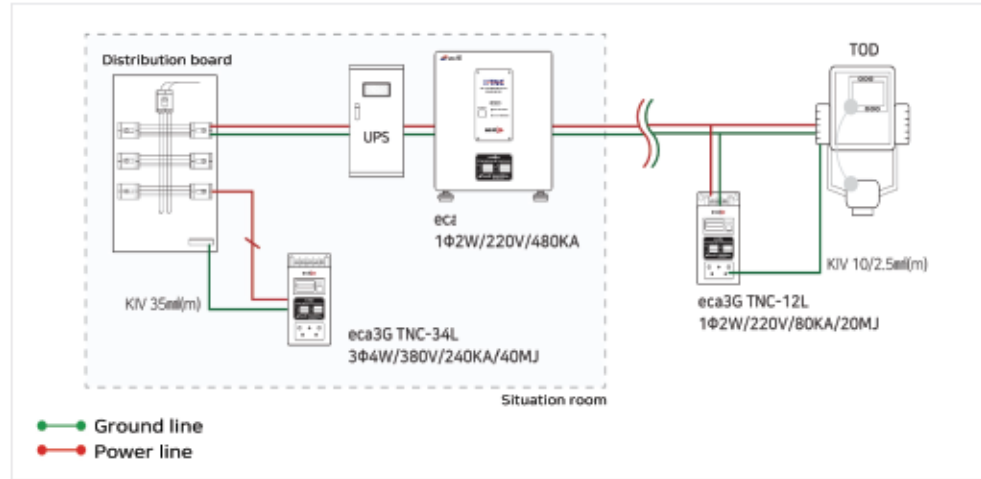 Distribution board
TOD
UPS
TNC
eca
1Φ2W/220V/480KA
KIV 10/2.5㎟(m)
KIV 35㎟(m)
eca3G TNC-12L
1Φ2W/220V/80KA/20MJ
eca3G TNC-34L
3Φ4W/380V/240KA/40MJ
Situation room
Ground line
Power line